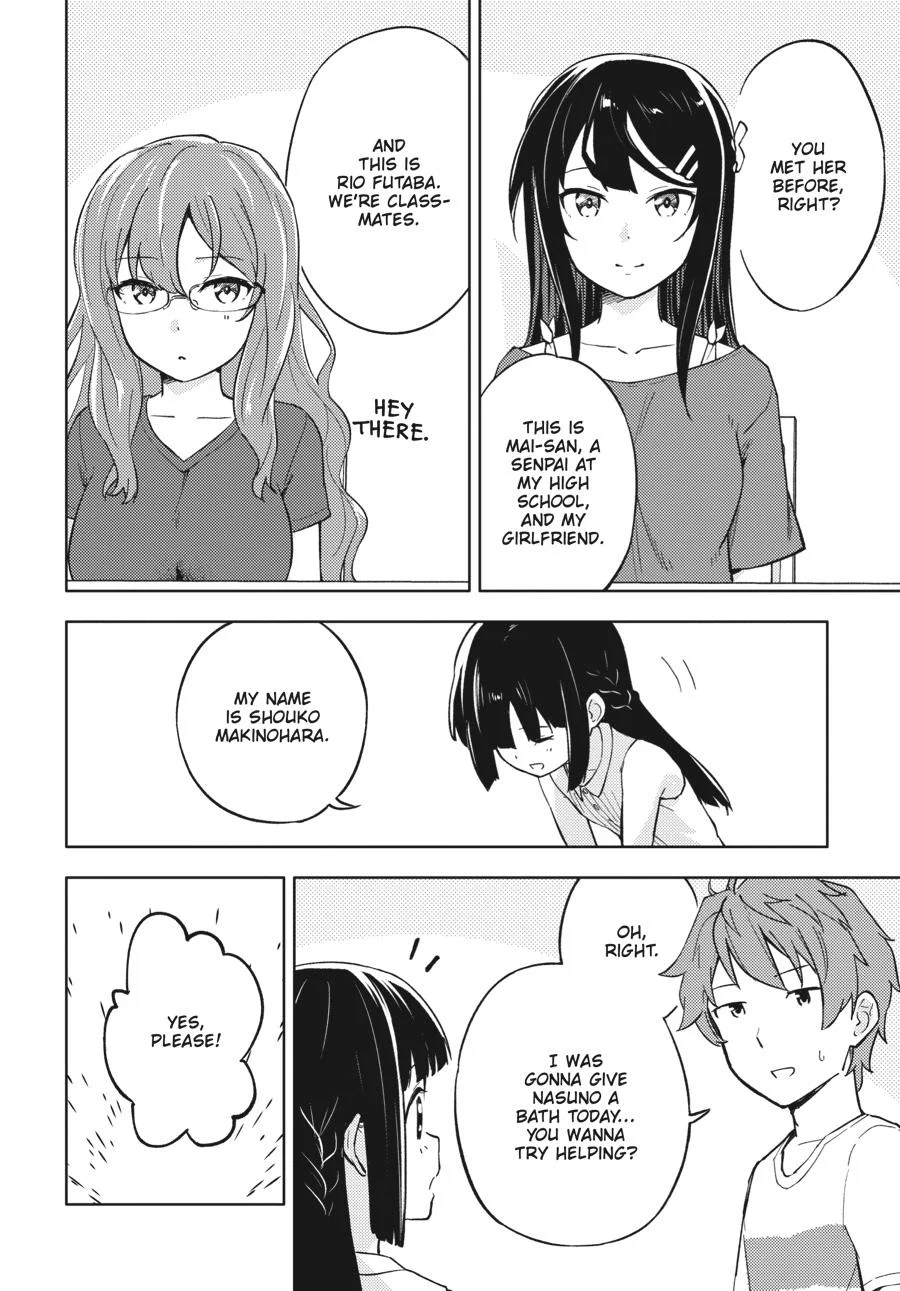 YOU
MET HER
BEFORE,
RIGHT?
THIS IS
MAI-SAN, A
SENPAI AT
MY HIGH
SCHOOL,
AND MY
GIRLFRIEND.
AND
THIS IS
RIO FUTABA.
WE'RE CLASS-
MATES.
HEY
THERE.
MY NAME
IS SHOUKO
MAKINOHARA.
OH,
RIGHT.
I WAS
GONNA GIVE
NASUNO A
BATH TODAY...
YOU WANNA
TRY HELPING?
YES,
PLEASE!